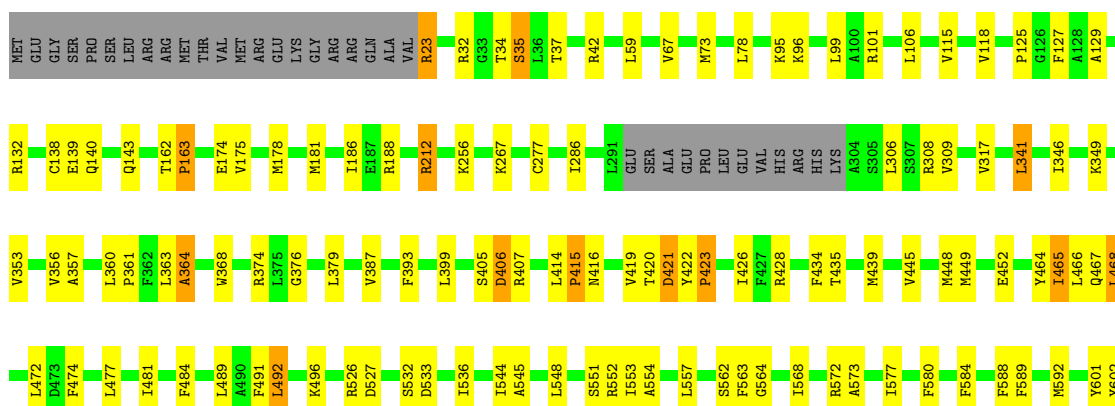 MET GLU GLY SER PRO SER LEU ARG ARG MET THR VAL MET ARG GLU LYS GLY ARG ARG GLN ALA VAL R23 R32 G33 T34 S35 L36 T37 R42 L59 V67 M73 L78 K95 K96 L99 A100 R101 L106 V115 V118 P125 G126 F127 A128 A129
R132 C138 E139 Q140 Q143 T162 P163 E174 V175 M178 M181 I186 E187 R188 R212 K256 K267 C277 I286 L291 GLU SER ALA GLU PRO LEU GLU VAL HIS ARG HIS LYS A304 S305 L306 S307 R308 V309 V317 L341 I346 K349
V353 V356 A357 L360 P361 F362 L363 A364 W368 R374 L375 G376 L379 V387 F393 L399 S405 D406 R407 L414 P415 N416 V419 T420 D421 Y422 P423 I426 F427 R428 F434 T435 M439 V445 M448 M449 E452 Y464 I465 L466 Q467 L468
L472 D473 F474 L477 I481 F484 L489 A490 F491 L492 K496 R526 D527 S532 D533 I536 I544 A545 L548 S551 R552 I553 A554 L557 S562 F563 G564 I568 R572 A573 I577 F580 F584 F588 F589 M592 Y601